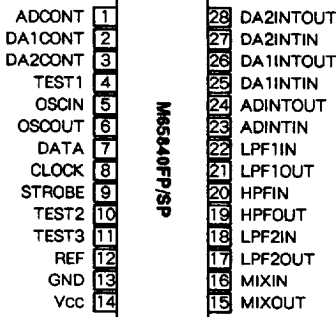 ADCONT 1
DA1CONT 2
DA2CONT 3
TEST1 4
OSCIN 5
OSCOUT 6
DATA 7
CLOCK 8
STROBE 9
TEST2 10
TEST3 11
REF 12
GND 13
Vcc 14
M65840FP/SP
28 DA2INTOUT
27 DA2INTIN
26 DA1INTOUT
25 DA1INTIN
24 ADINTOUT
23 ADINTIN
22 LPF1IN
21 LPF1OUT
20 HPFIN
19 HPFOUT
18 LPF2IN
17 LPF2OUT
16 MIXIN
15 MIXOUT